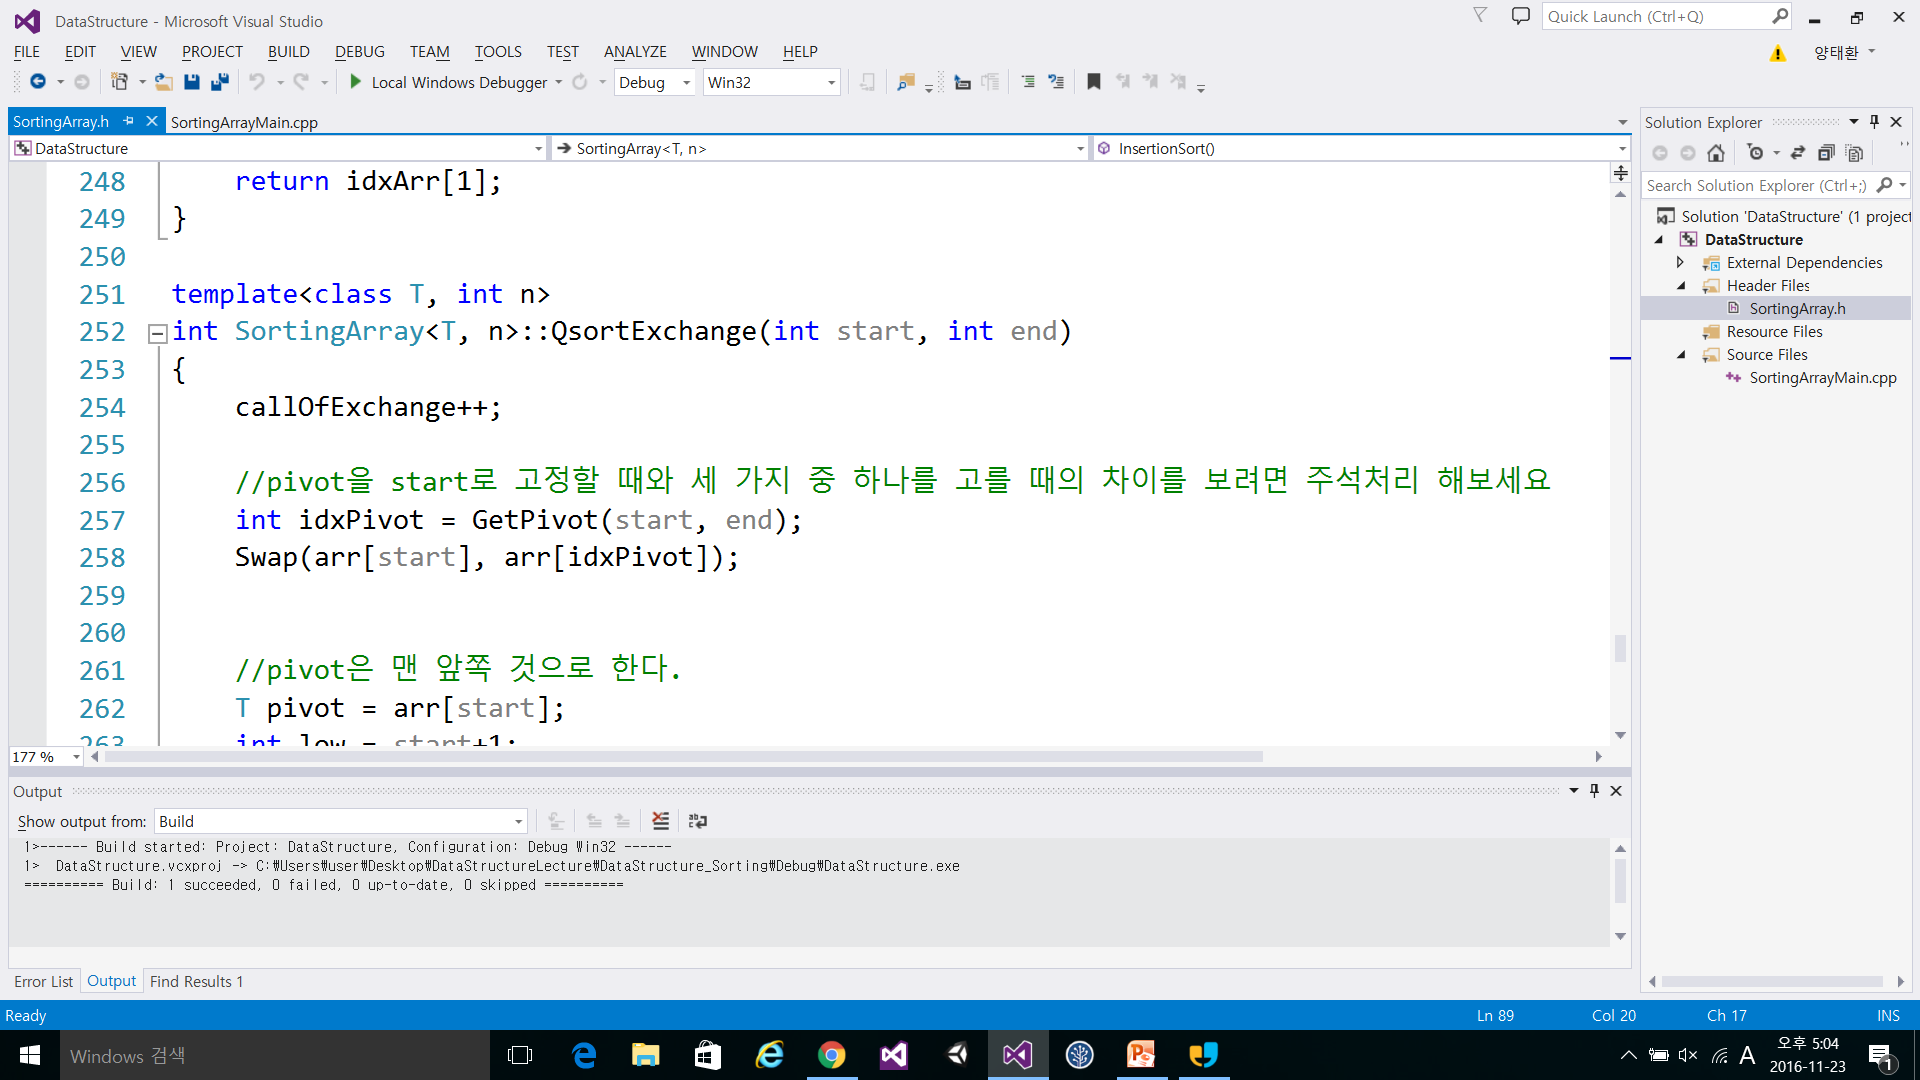 DataStructure - Microsoft Visual Studio
Quick Launch (Ctrl+Q)
FILE EDIT VIEW PROJECT BUILD DEBUG TEAM TOOLS TEST ANALYZE WINDOW HELP
양태환
Local Windows Debugger Debug Win32
SortingArray.h SortingArrayMain.cpp
DataStructure SortingArray<T, n> InsertionSort()
248 return idxArr[1];
249 }
250
251 template<class T, int n>
252 int SortingArray<T, n>::QsortExchange(int start, int end)
253 {
254 callOfExchange++;
255
256 //pivot을 start로 고정할 때와 세 가지 중 하나를 고를 때의 차이를 보려면 주석처리 해보세요
257 int idxPivot = GetPivot(start, end);
258 Swap(arr[start], arr[idxPivot]);
259
260
261 //pivot은 맨 앞쪽 것으로 한다.
262 T pivot = arr[start];
263 int low = start+1;
177 %
Output
Show output from: Build
1>------ Build started: Project: DataStructure, Configuration: Debug Win32 ------
1>  DataStructure.vcxproj -> C:₩Users₩user₩Desktop₩DataStructureLecture₩DataStructure_Sorting₩Debug₩DataStructure.exe
========== Build: 1 succeeded, 0 failed, 0 up-to-date, 0 skipped ==========
Error List Output Find Results 1
Solution Explorer
Search Solution Explorer (Ctrl+;)
Solution 'DataStructure' (1 project
DataStructure
External Dependencies
Header Files
SortingArray.h
Resource Files
Source Files
SortingArrayMain.cpp
Ready Ln 89 Col 20 Ch 17 INS
Windows 검색
A
오후 5:04
2016-11-23
1